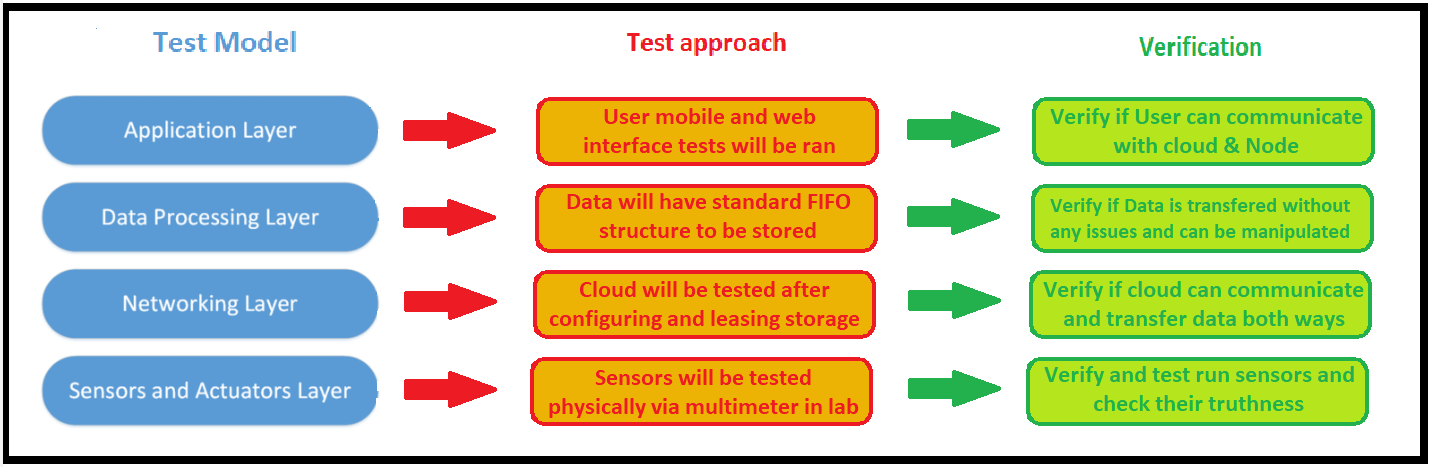 Test Model
Test approach
Verification
Application Layer
User mobile and web
interface tests will be ran
Verify if User can communicate
with cloud & Node
Data Processing Layer
Data will have standard FIFO
structure to be stored
Verify if Data is transfered without
any issues and can be manipulated
Networking Layer
Cloud will be tested after
configuring and leasing storage
Verify if cloud can communicate
and transfer data both ways
Sensors and Actuators Layer
Sensors will be tested
physically via multimeter in lab
Verify and test run sensors and
check their truthness